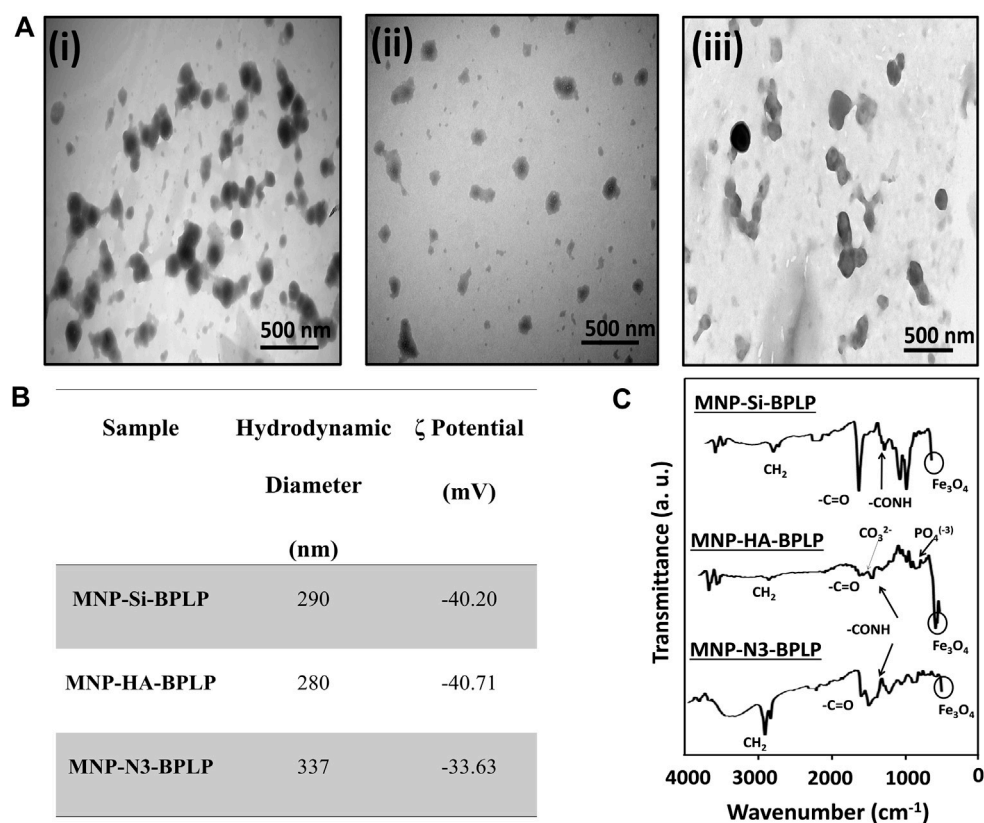 A
(i)
(ii)
(iii)
500 nm
500 nm
500 nm
B
Sample
Hydrodynamic
Diameter
(nm)
ζ Potential
(mV)
MNP-Si-BPLP 290 -40.20
MNP-HA-BPLP 280 -40.71
MNP-N3-BPLP 337 -33.63
C
MNP-Si-BPLP
CH₂
-C=O
-CONH
Fe₃O₄
MNP-HA-BPLP
CO₃²⁻
PO₄⁽⁻³⁾
CH₂
-C=O
-CONH
Fe₃O₄
MNP-N3-BPLP
-C=O
Fe₃O₄
CH₂
Transmittance (a. u.)
4000 3000 2000 1000 0
Wavenumber (cm⁻¹)